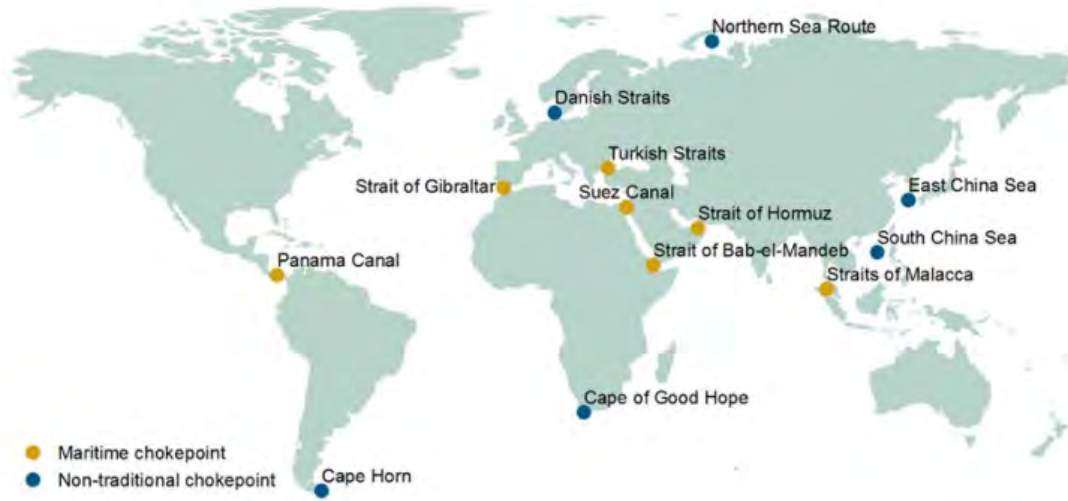 Northern Sea Route
Danish Straits
Turkish Straits
Strait of Gibraltar
Suez Canal
East China Sea
Strait of Hormuz
South China Sea
Strait of Bab-el-Mandeb
Panama Canal
Straits of Malacca
Cape of Good Hope
Maritime chokepoint
Cape Horn
Non-traditional chokepoint